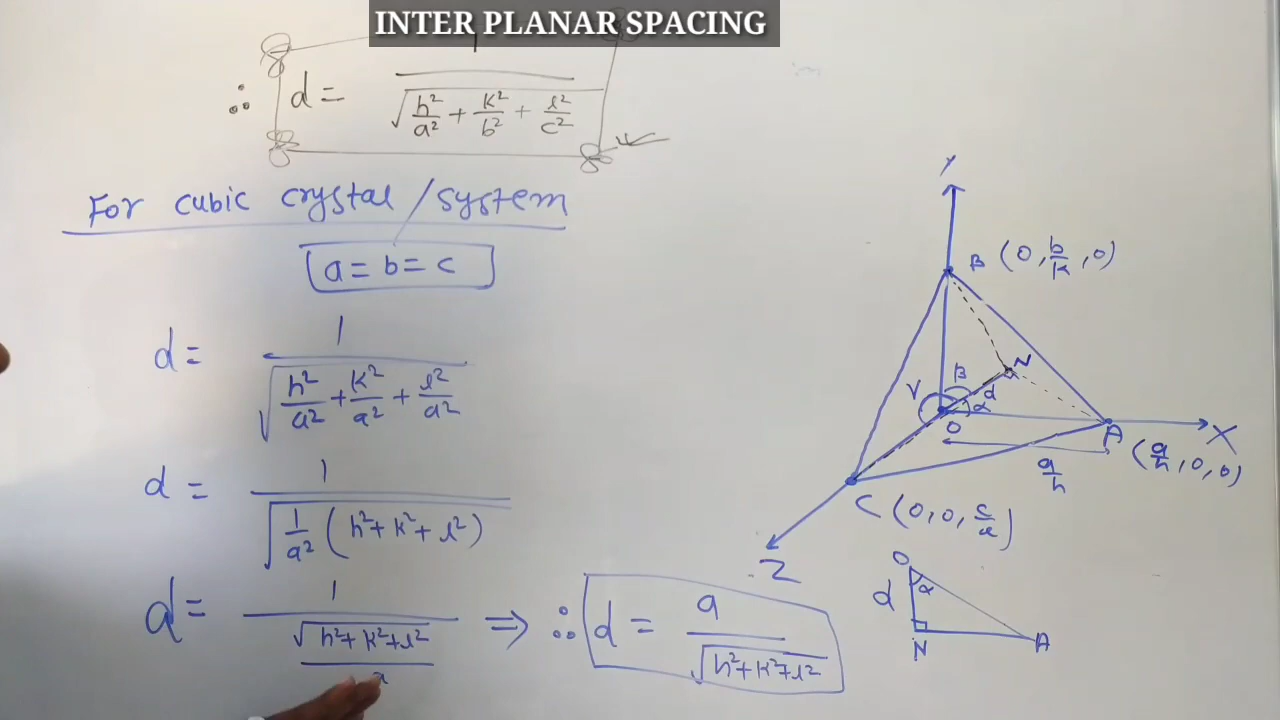 INTER PLANAR SPACING
∴ d = 1 / √(h²/a² + k²/b² + l²/c²)
For cubic crystal / system
a = b = c
d = 1 / √(h²/a² + k²/a² + l²/a²)
d = 1 / √(1/a² (h² + k² + l²))
d = 1 / (√(h² + k² + l²) / a) ⇒ ∴ d = a / √(h² + k² + l²)
Y
B (0, b/k, 0)
N
γ β d α
O
A (a/h, 0, 0)
X
a/h
C (0, 0, c/l)
Z
O
α
d
N
A